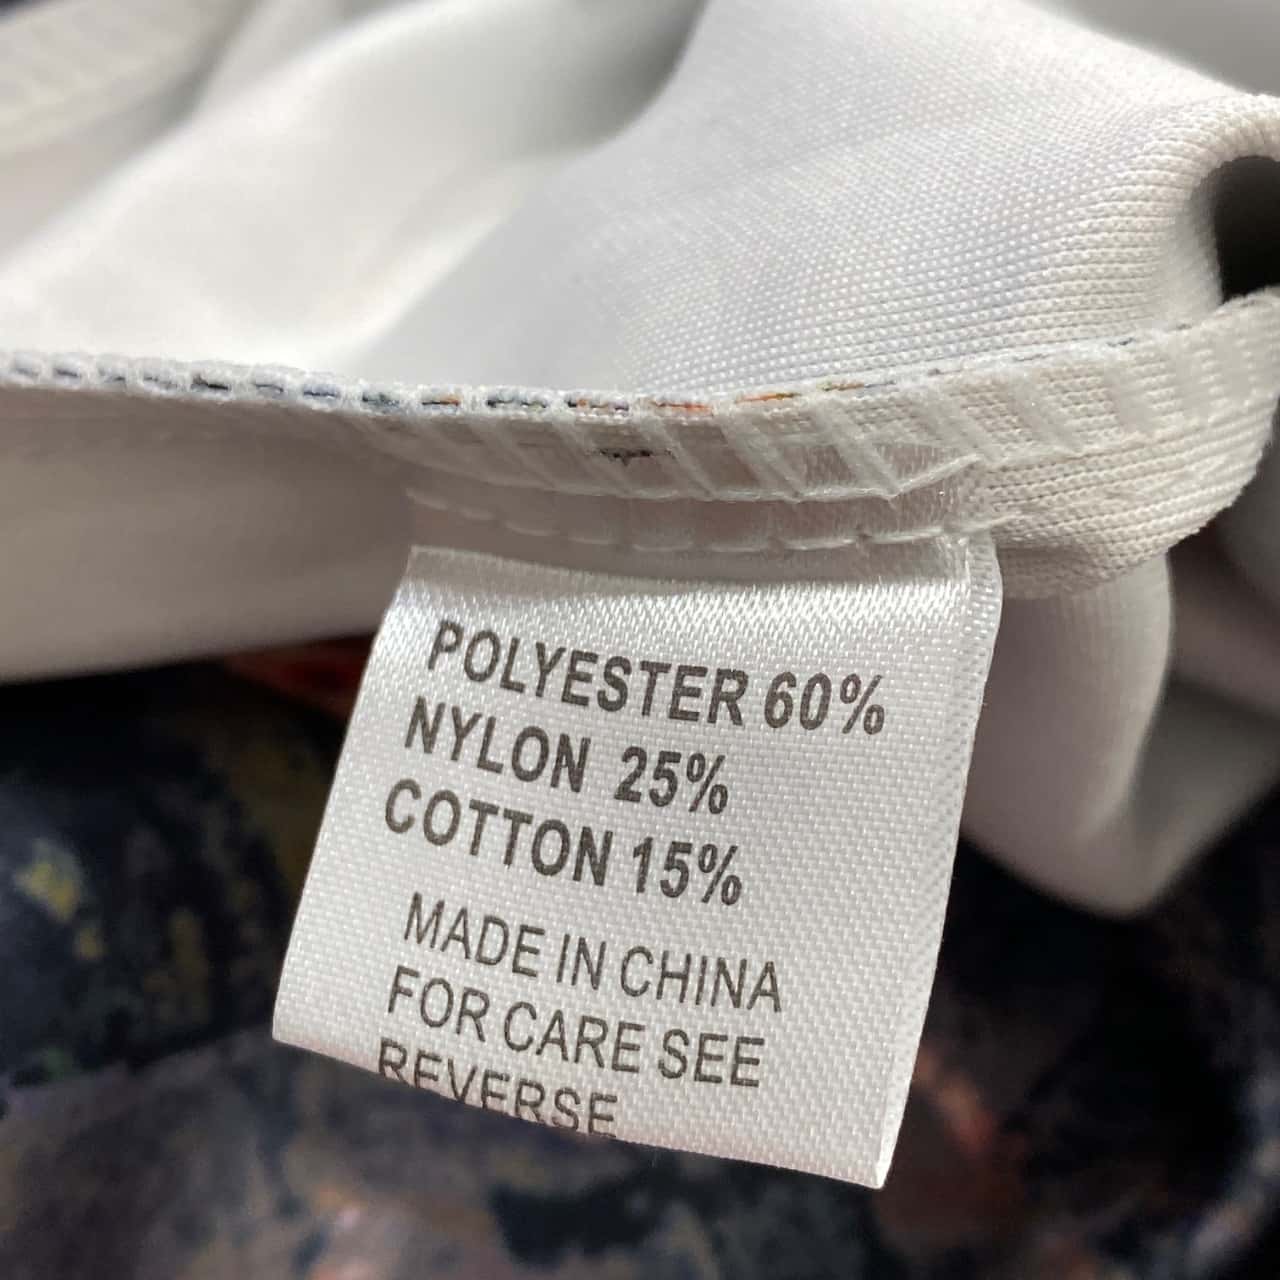 POLYESTER 60%
NYLON 25%
COTTON 15%
MADE IN CHINA
FOR CARE SEE
REVERSE